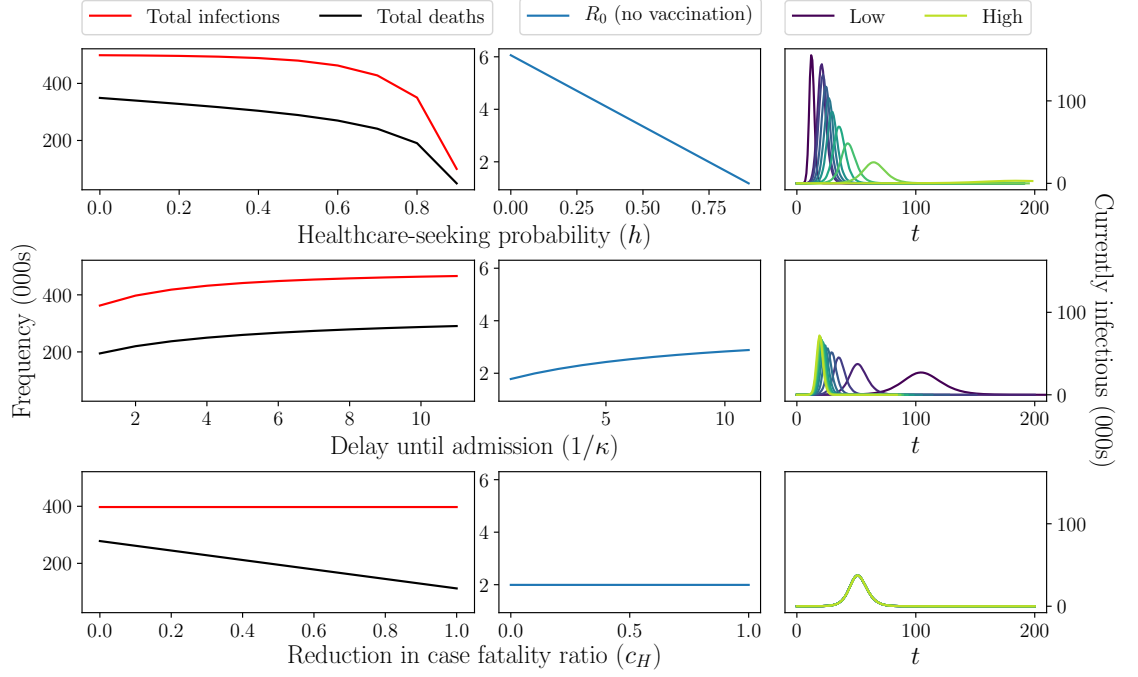 Total infections Total deaths
R₀ (no vaccination)
Low High
400
200
0.0 0.2 0.4 0.6 0.8
6
4
2
0.00 0.25 0.50 0.75
100
0
0 100 200
t
Healthcare-seeking probability (h)
400
200
2 4 6 8 10
6
4
2
5 10
100
0
0 100 200
t
Delay until admission (1/κ)
400
200
0.0 0.2 0.4 0.6 0.8 1.0
6
4
2
0.0 0.5 1.0
100
0
0 100 200
t
Reduction in case fatality ratio (c_H)
Frequency (000s)
Currently infectious (000s)